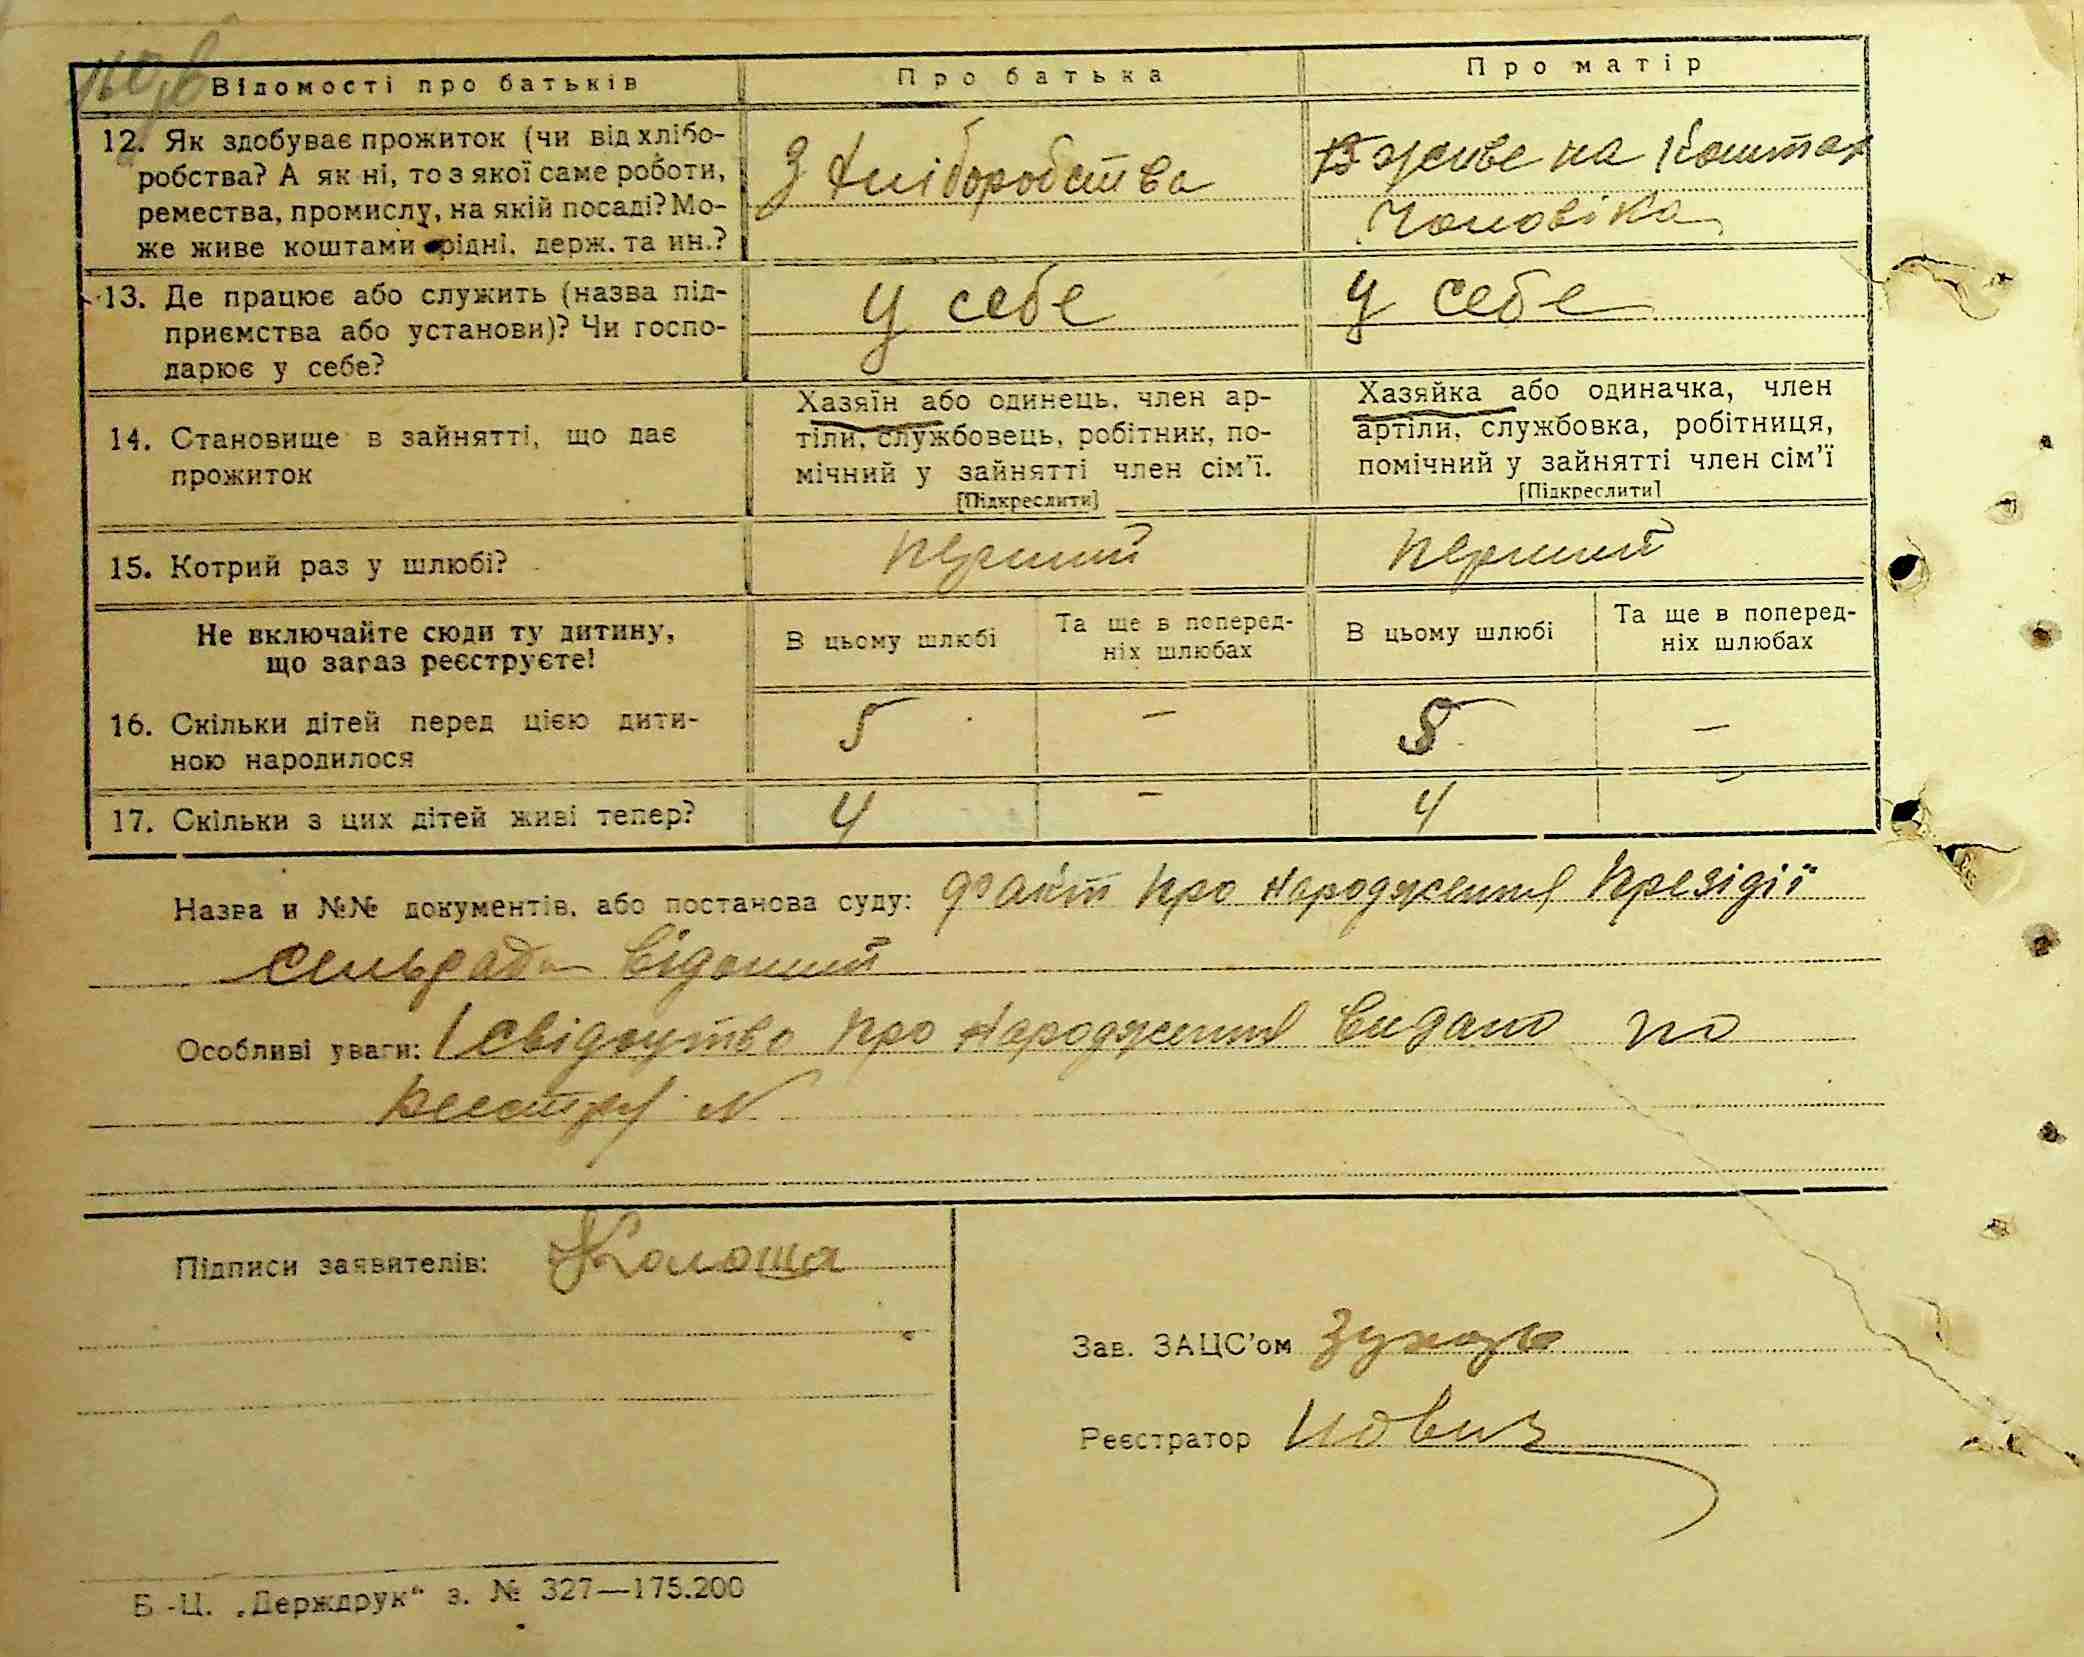 160 в
Відомості про батьків
Про батька
Про матір
12. Як здобуває прожиток (чи від хлібо-
робства? А як ні, то з якої саме роботи,
ремества, промислу, на якій посаді? Мо-
же живе коштами рідні, держ. та ин.?
З хліборобства
живе на коштах
чоловіка
13. Де працює або служить (назва під-
приємства або установи)? Чи госпо-
дарює у себе?
У себе
У себе
14. Становище в зайнятті, що дає
прожиток
Хазяїн або одинець, член ар-
тіли, службовець, робітник, по-
мічний у зайнятті член сім'ї.
[Підкреслити]
Хазяйка або одиначка, член
артіли, службовка, робітниця,
помічний у зайнятті член сім'ї
[Підкреслити]
15. Котрий раз у шлюбі?
перший
перший
Не включайте сюди ту дитину,
що зараз реєструєте!
В цьому шлюбі
Та ще в поперед-
ніх шлюбах
В цьому шлюбі
Та ще в поперед-
ніх шлюбах
16. Скільки дітей перед цією дити-
ною народилося
5
—
5
—
17. Скільки з цих дітей живі тепер?
4
—
4
—
Назва и №№ документів, або постанова суду: факт про народження Президії
сельради відомий
Особливі уваги: свідоцтво про народження видано по
реєстру N
Підписи заявителів: Колоша
Зав. ЗАЦС'ом
Реєстратор
Б.-Ц. „Держдрук“ з. № 327—175.200